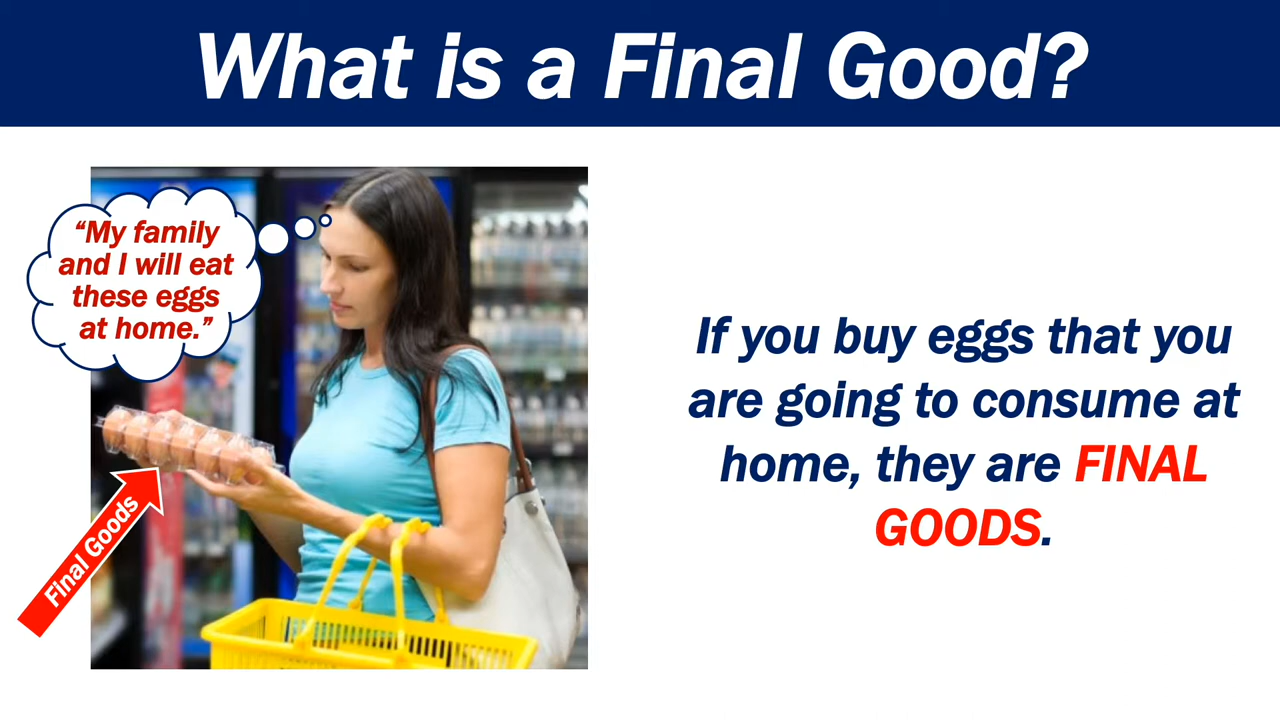 What is a Final Good?
“My family
and I will eat
these eggs
at home.”
Final Goods
If you buy eggs that you
are going to consume at
home, they are FINAL
GOODS.